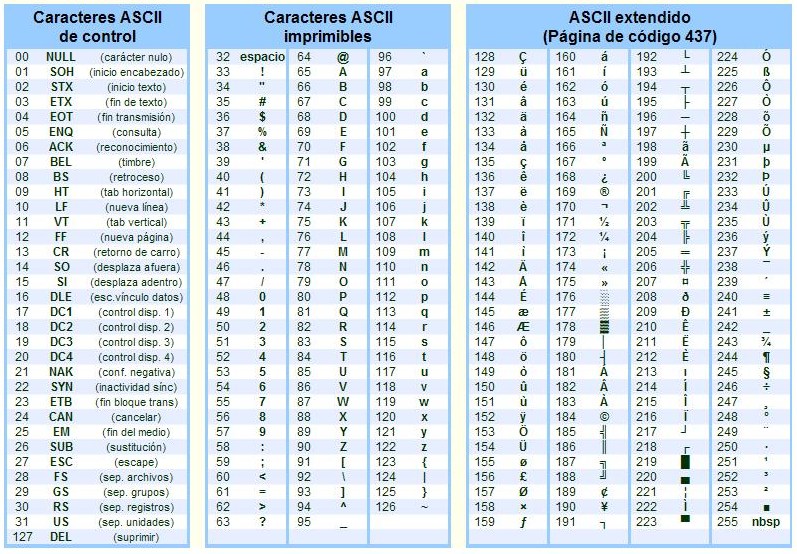 Caracteres ASCII
de control
00 NULL (carácter nulo)
01 SOH (inicio encabezado)
02 STX (inicio texto)
03 ETX (fin de texto)
04 EOT (fin transmisión)
05 ENQ (consulta)
06 ACK (reconocimiento)
07 BEL (timbre)
08 BS (retroceso)
09 HT (tab horizontal)
10 LF (nueva línea)
11 VT (tab vertical)
12 FF (nueva página)
13 CR (retorno de carro)
14 SO (desplaza afuera)
15 SI (desplaza adentro)
16 DLE (esc.vínculo datos)
17 DC1 (control disp. 1)
18 DC2 (control disp. 2)
19 DC3 (control disp. 3)
20 DC4 (control disp. 4)
21 NAK (conf. negativa)
22 SYN (inactividad sínc)
23 ETB (fin bloque trans)
24 CAN (cancelar)
25 EM (fin del medio)
26 SUB (sustitución)
27 ESC (escape)
28 FS (sep. archivos)
29 GS (sep. grupos)
30 RS (sep. registros)
31 US (sep. unidades)
127 DEL (suprimir)
Caracteres ASCII
imprimibles
32 espacio 64 @ 96 `
33 ! 65 A 97 a
34 " 66 B 98 b
35 # 67 C 99 c
36 $ 68 D 100 d
37 % 69 E 101 e
38 & 70 F 102 f
39 ' 71 G 103 g
40 ( 72 H 104 h
41 ) 73 I 105 i
42 * 74 J 106 j
43 + 75 K 107 k
44 , 76 L 108 l
45 - 77 M 109 m
46 . 78 N 110 n
47 / 79 O 111 o
48 0 80 P 112 p
49 1 81 Q 113 q
50 2 82 R 114 r
51 3 83 S 115 s
52 4 84 T 116 t
53 5 85 U 117 u
54 6 86 V 118 v
55 7 87 W 119 w
56 8 88 X 120 x
57 9 89 Y 121 y
58 : 90 Z 122 z
59 ; 91 [ 123 {
60 < 92 \ 124 |
61 = 93 ] 125 }
62 > 94 ^ 126 ~
63 ? 95 _
ASCII extendido
(Página de código 437)
128 Ç 160 á 192 └ 224 Ó
129 ü 161 í 193 ┴ 225 ß
130 é 162 ó 194 ┬ 226 Ô
131 â 163 ú 195 ├ 227 Ò
132 ä 164 ñ 196 ─ 228 õ
133 à 165 Ñ 197 ┼ 229 Õ
134 å 166 ª 198 ã 230 µ
135 ç 167 º 199 Ã 231 þ
136 ê 168 ¿ 200 ╚ 232 Þ
137 ë 169 ® 201 ╔ 233 Ú
138 è 170 ¬ 202 ╩ 234 Û
139 ï 171 ½ 203 ╦ 235 Ù
140 î 172 ¼ 204 ╠ 236 ý
141 ì 173 ¡ 205 ═ 237 Ý
142 Ä 174 « 206 ╬ 238 ¯
143 Å 175 » 207 ¤ 239 ´
144 É 176 ░ 208 ð 240 ≡
145 æ 177 ▒ 209 Ð 241 ±
146 Æ 178 ▓ 210 Ê 242 ‗
147 ô 179 │ 211 Ë 243 ¾
148 ö 180 ┤ 212 È 244 ¶
149 ò 181 Á 213 ı 245 §
150 û 182 Â 214 Í 246 ÷
151 ù 183 À 215 Î 247 ¸
152 ÿ 184 © 216 Ï 248 °
153 Ö 185 ╣ 217 ┘ 249 ¨
154 Ü 186 ║ 218 ┌ 250 ·
155 ø 187 ╗ 219 █ 251 ¹
156 £ 188 ╝ 220 ▄ 252 ³
157 Ø 189 ¢ 221 ¦ 253 ²
158 × 190 ¥ 222 Ì 254 ■
159 ƒ 191 ┐ 223 ▀ 255 nbsp